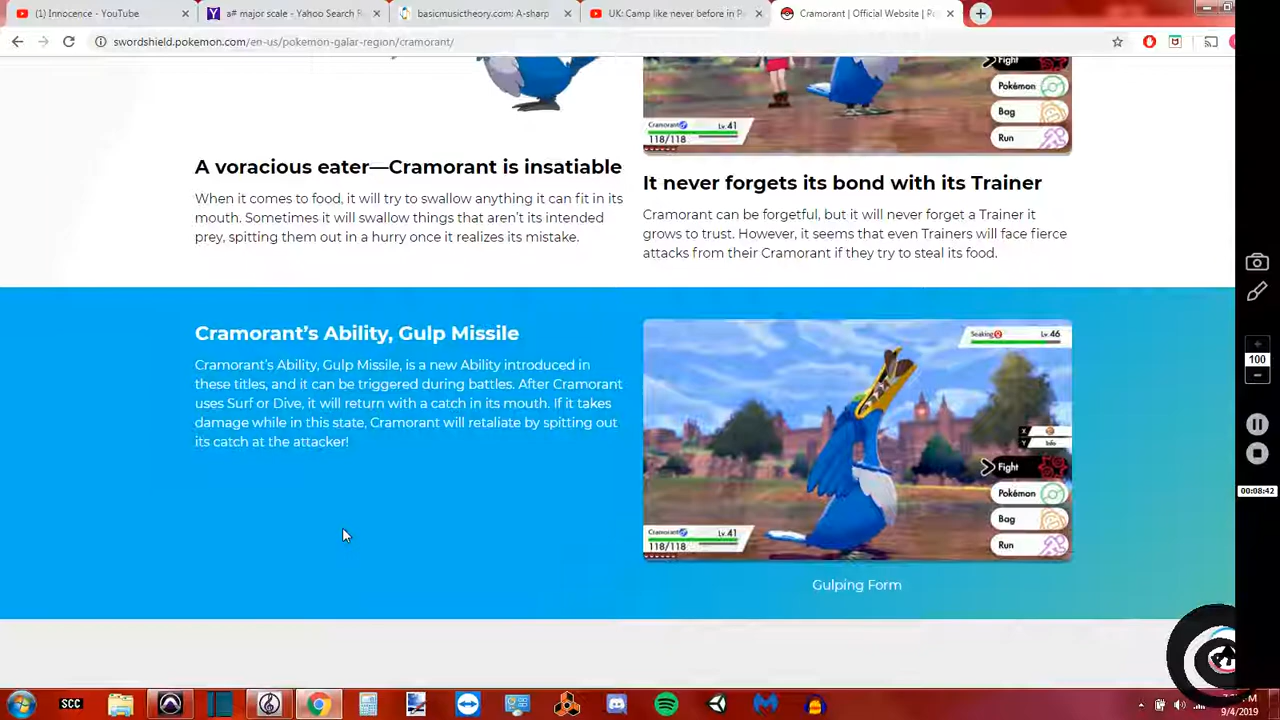 (1) Innocence - YouTube
a# major scale - Yahoo Search
basicmusictheory.com: A-sharp
UK: Camp like never before in P
Cramorant | Official Website | Po
swordshield.pokemon.com/en-us/pokemon-galar-region/cramorant/
Fight
Pokémon
Bag
Run
Cramorant Lv.41
118/118
A voracious eater—Cramorant is insatiable
When it comes to food, it will try to swallow anything it can fit in its
mouth. Sometimes it will swallow things that aren't its intended
prey, spitting them out in a hurry once it realizes its mistake.
It never forgets its bond with its Trainer
Cramorant can be forgetful, but it will never forget a Trainer it
grows to trust. However, it seems that even Trainers will face fierce
attacks from their Cramorant if they try to steal its food.
Cramorant's Ability, Gulp Missile
Cramorant's Ability, Gulp Missile, is a new Ability introduced in
these titles, and it can be triggered during battles. After Cramorant
uses Surf or Dive, it will return with a catch in its mouth. If it takes
damage while in this state, Cramorant will retaliate by spitting out
its catch at the attacker!
Seaking Lv.46
X
Y Info
Fight
Pokémon
Bag
Run
Cramorant Lv.41
118/118
Gulping Form
100
00:08:42
SCC
9/4/2019